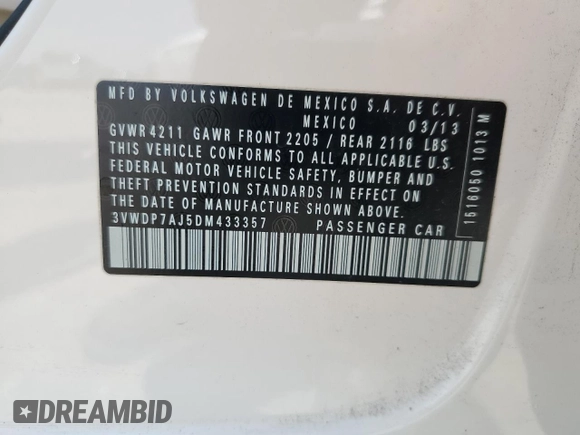 MFD BY VOLKSWAGEN DE MEXICO S.A. DE C.V.
MEXICO 03/13
GVWR 4211 GAWR FRONT 2205 / REAR 2116 LBS
THIS VEHICLE CONFORMS TO ALL APPLICABLE U.S.
FEDERAL MOTOR VEHICLE SAFETY, BUMPER AND
THEFT PREVENTION STANDARDS IN EFFECT ON
THE DATE OF MANUFACTURE SHOWN ABOVE.
3VWDP7AJ5DM433357 PASSENGER CAR
1516050 1013 M
DREAMBID